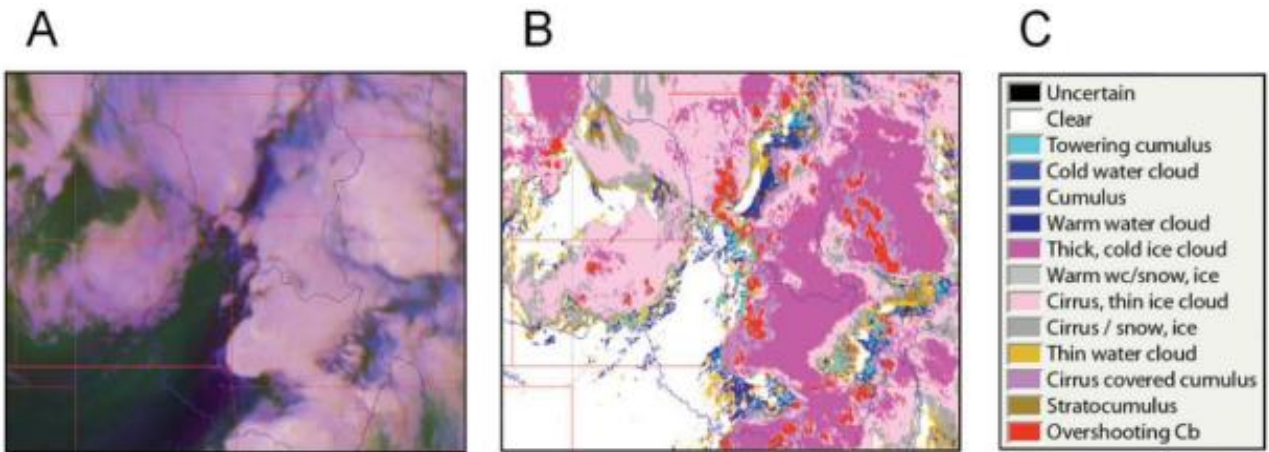 A
B
C
Uncertain
Clear
Towering cumulus
Cold water cloud
Cumulus
Warm water cloud
Thick, cold ice cloud
Warm wc/snow, ice
Cirrus, thin ice cloud
Cirrus / snow, ice
Thin water cloud
Cirrus covered cumulus
Stratocumulus
Overshooting Cb